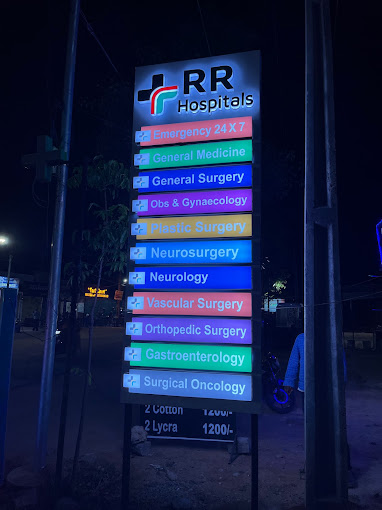 RR
Hospitals
Emergency 24 X 7
General Medicine
General Surgery
Obs & Gynaecology
Plastic Surgery
Neurosurgery
Neurology
Vascular Surgery
Orthopedic Surgery
Gastroenterology
Surgical Oncology
2 Cotton 1200/-
2 Lycra 1200/-